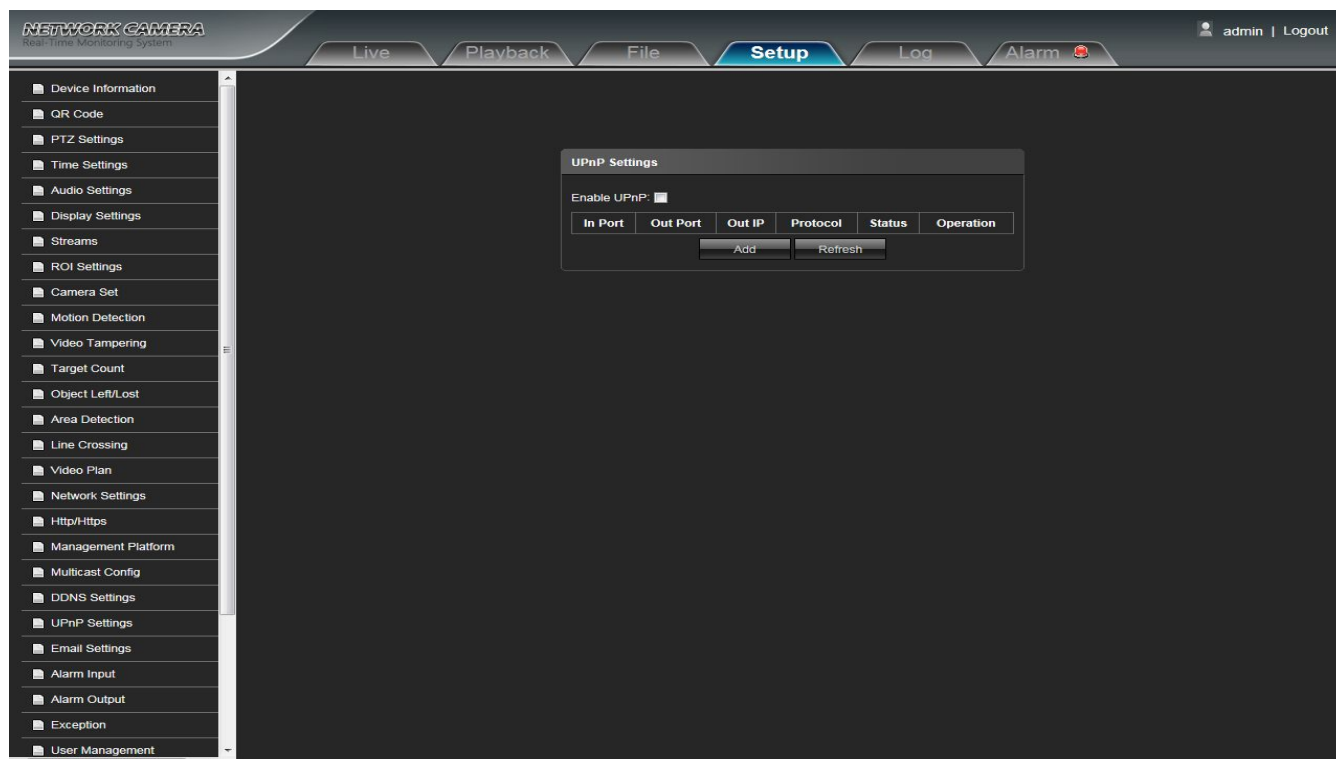 NETWORK CAMERA
Real-Time Monitoring System
admin | Logout
Live Playback File Setup Log Alarm
Device Information
QR Code
PTZ Settings
Time Settings
Audio Settings
Display Settings
Streams
ROI Settings
Camera Set
Motion Detection
Video Tampering
Target Count
Object Left/Lost
Area Detection
Line Crossing
Video Plan
Network Settings
Http/Https
Management Platform
Multicast Config
DDNS Settings
UPnP Settings
Email Settings
Alarm Input
Alarm Output
Exception
User Management
UPnP Settings
Enable UPnP:
In Port Out Port Out IP Protocol Status Operation
Add Refresh